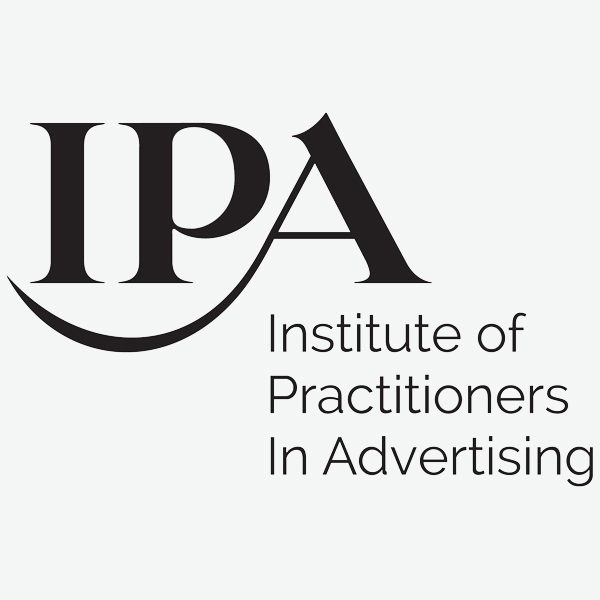 IPA
Institute of
Practitioners
In Advertising